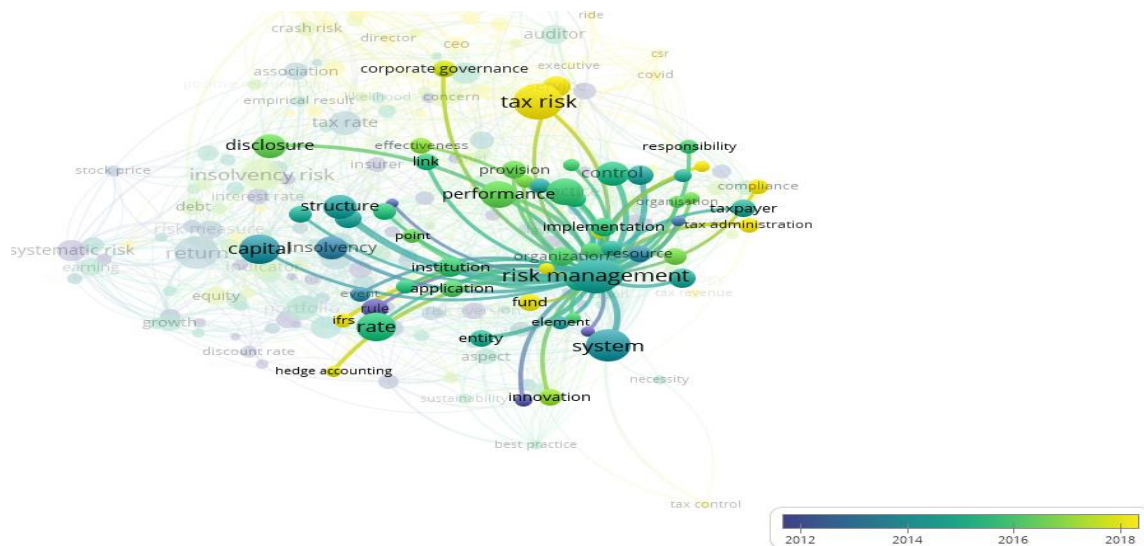 ride
crash risk
director
auditor
ceo
csr
corporate governance
executive
association
covid
likelihood
concern
empirical result
tax risk
tax rate
disclosure
effectiveness
responsibility
link
insurer
stock price
provision
control
insolvency risk
compliance
performance
interest rate
organisation
debt
structure
taxpayer
implementation
tax administration
risk measure
point
systematic risk
return
capital
insolvency
organization
resource
earning
indicator
institution
risk management
application
event
tax revenue
equity
portfolio
rule
fund
ifrs
growth
rate
element
entity
system
discount rate
aspect
hedge accounting
necessity
sustainability
innovation
best practice
tax control
2012 2014 2016 2018